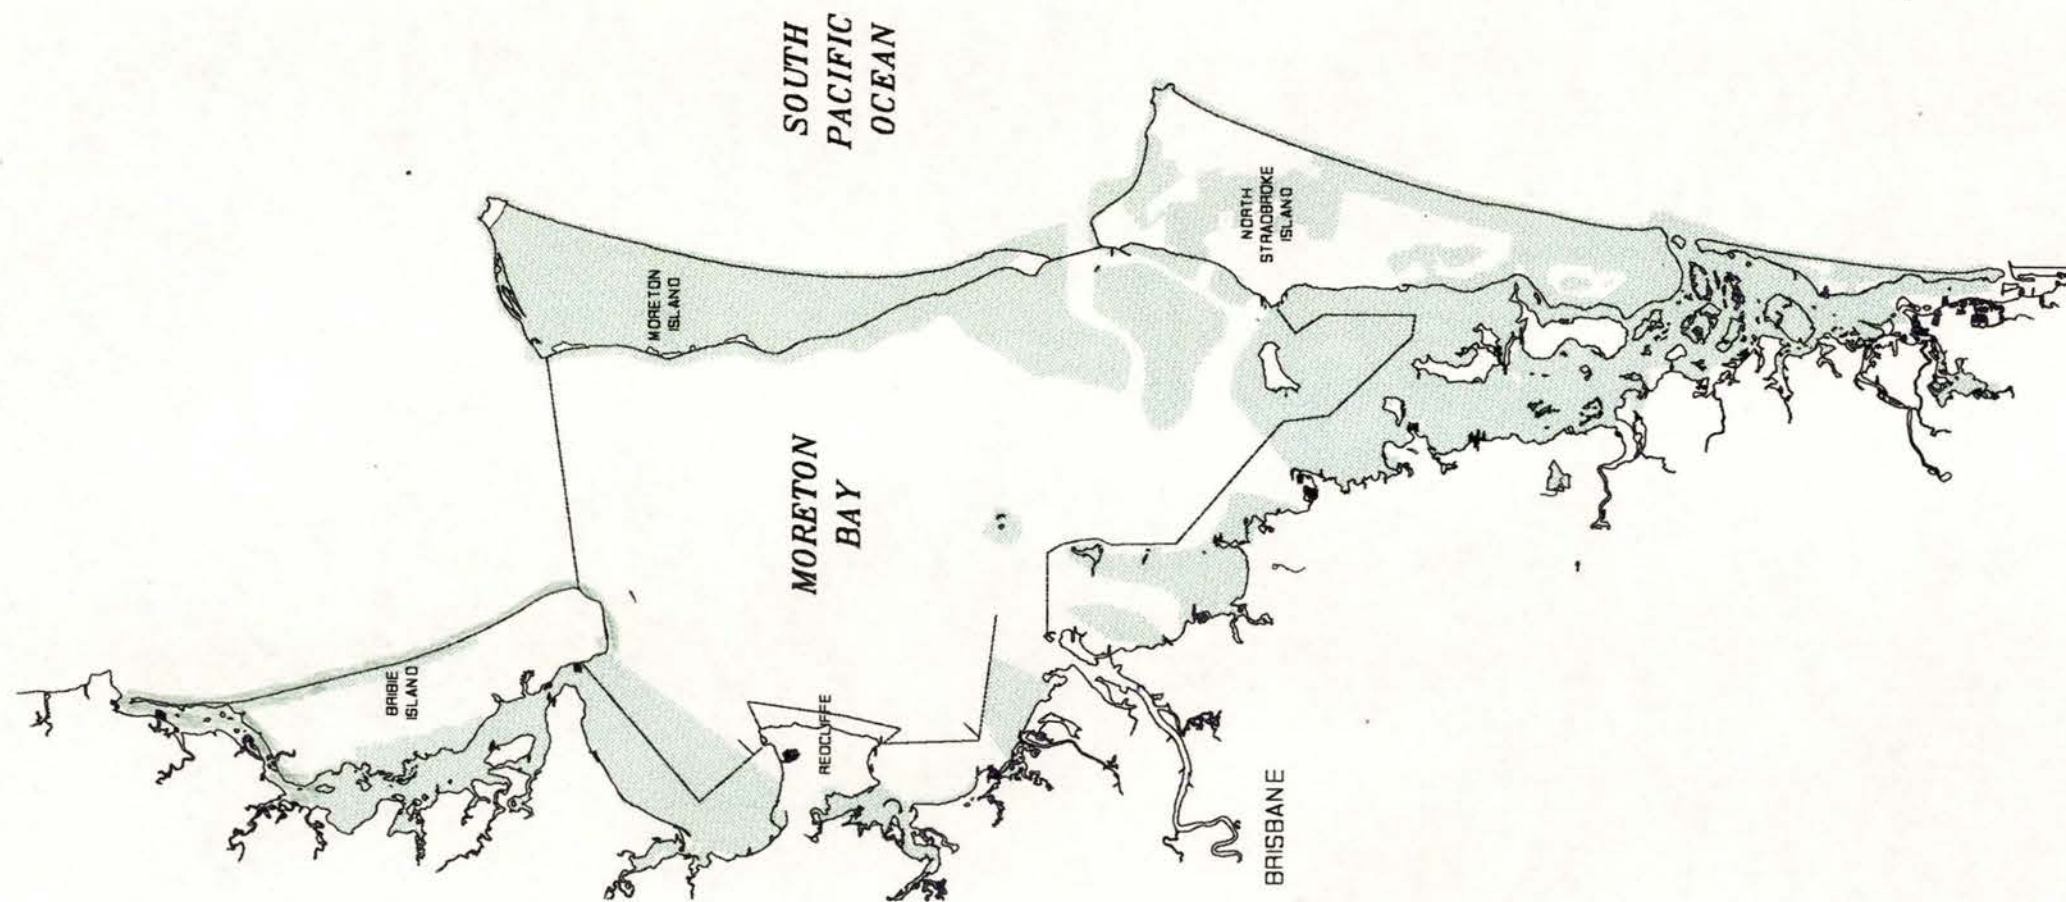 SOUTH
PACIFIC
OCEAN
NORTH
STRADBROKE
ISLAND
MORETON
ISLAND
MORETON
BAY
BRIBIE
ISLAND
REDCLIFFE
BRISBANE